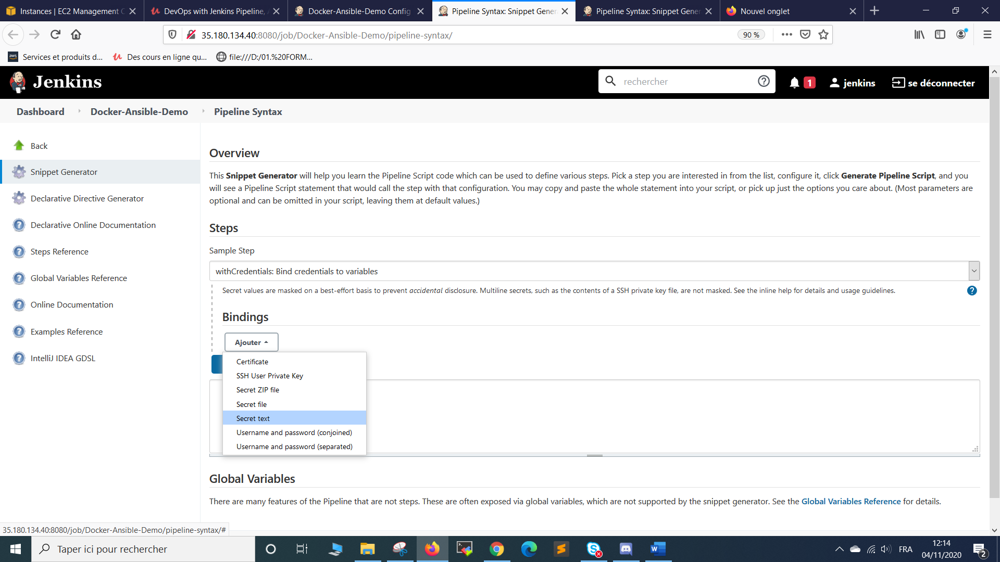 Instances | EC2 Management C
DevOps with Jenkins Pipeline, A
Docker-Ansible-Demo Config
Pipeline Syntax: Snippet Gener
Pipeline Syntax: Snippet Gener
Nouvel onglet
35.180.134.40:8080/job/Docker-Ansible-Demo/pipeline-syntax/
90 %
aws Services et produits d...
Des cours en ligne qu...
file:///D:/01.%20FORM...
Jenkins
rechercher
1
jenkins
se déconnecter
Dashboard
Docker-Ansible-Demo
Pipeline Syntax
Back
Snippet Generator
Declarative Directive Generator
Declarative Online Documentation
Steps Reference
Global Variables Reference
Online Documentation
Examples Reference
IntelliJ IDEA GDSL
Overview
This Snippet Generator will help you learn the Pipeline Script code which can be used to define various steps. Pick a step you are interested in from the list, configure it, click Generate Pipeline Script, and you
will see a Pipeline Script statement that would call the step with that configuration. You may copy and paste the whole statement into your script, or pick up just the options you care about. (Most parameters are
optional and can be omitted in your script, leaving them at default values.)
Steps
Sample Step
withCredentials: Bind credentials to variables
Secret values are masked on a best-effort basis to prevent accidental disclosure. Multiline secrets, such as the contents of a SSH private key file, are not masked. See the inline help for details and usage guidelines.
Bindings
Ajouter
Certificate
SSH User Private Key
Secret ZIP file
Secret file
Secret text
Username and password (conjoined)
Username and password (separated)
Global Variables
There are many features of the Pipeline that are not steps. These are often exposed via global variables, which are not supported by the snippet generator. See the Global Variables Reference for details.
35.180.134.40:8080/job/Docker-Ansible-Demo/pipeline-syntax/#
Taper ici pour rechercher
FRA
12:14
04/11/2020
2